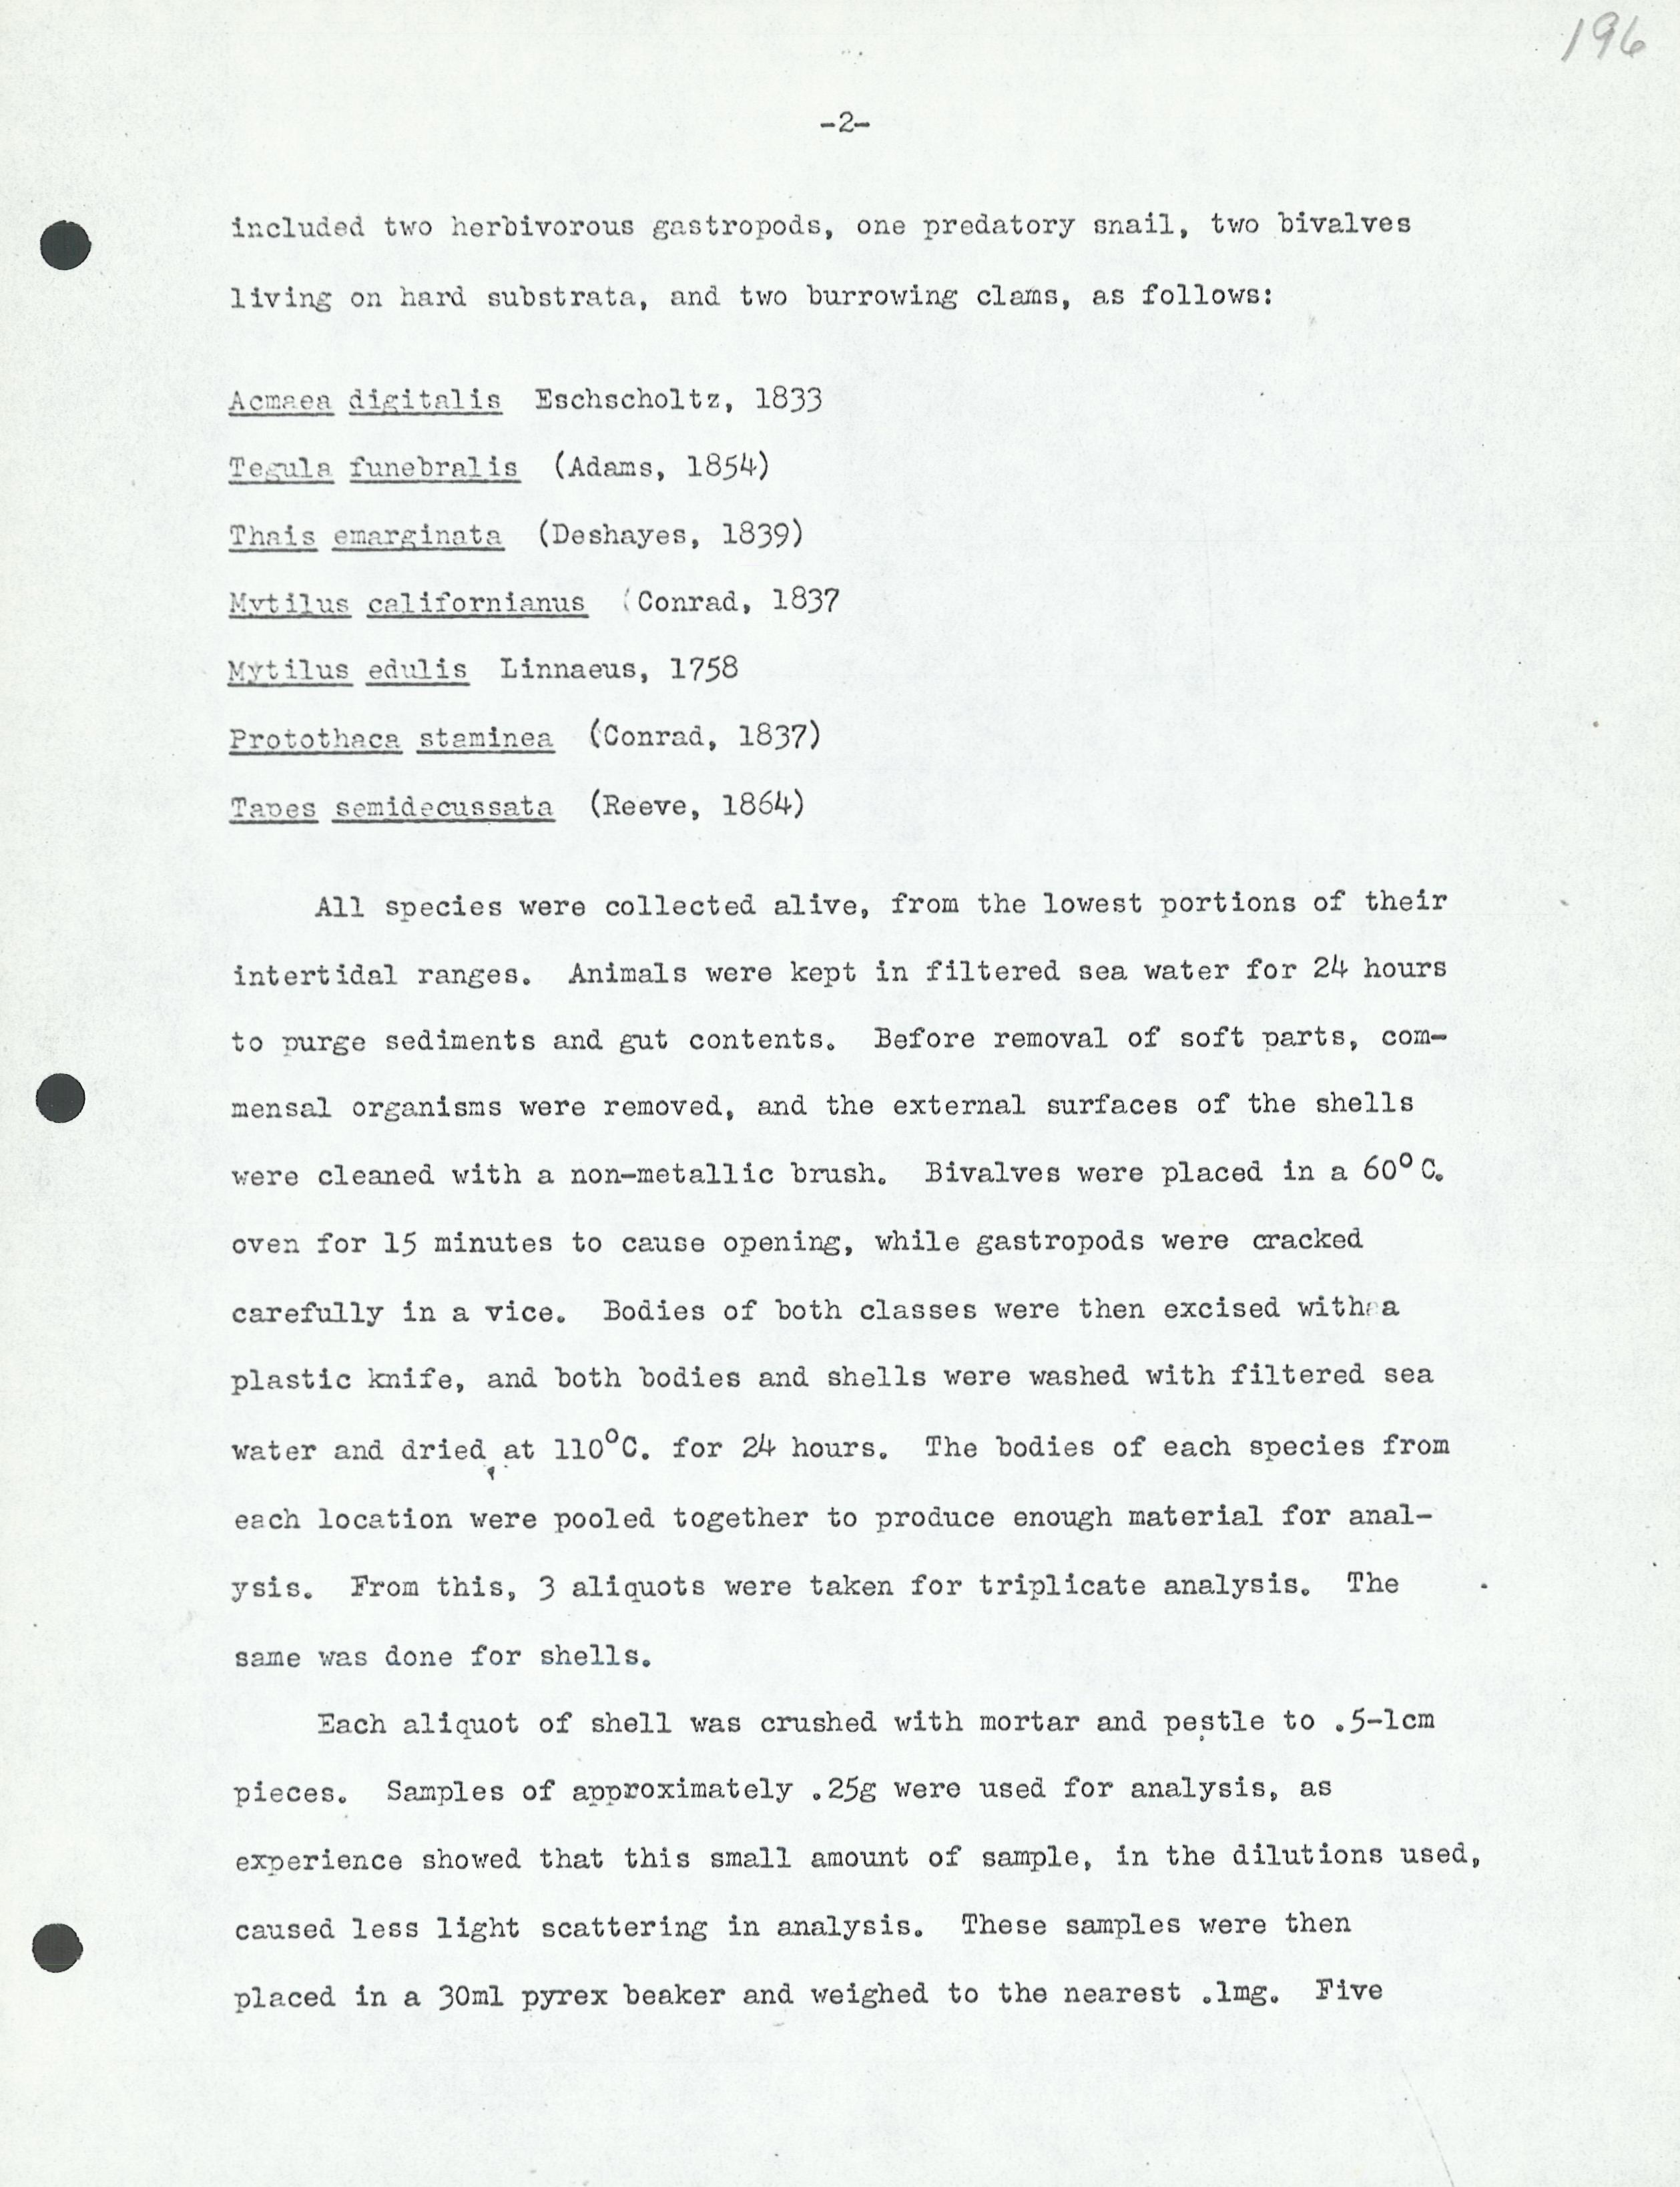 196
-2-
included two herbivorous gastropods, one predatory snail, two bivalves
living on hard substrata, and two burrowing clams, as follows:
Acmaea digitalis Eschscholtz, 1833
Tegula funebralis (Adams, 1854)
Thais emarginata (Deshayes, 1839)
Mytilus californianus (Conrad, 1837
Mytilus edulis Linnaeus, 1758
Protothaca staminea (Conrad, 1837)
Tapes semidecussata (Reeve, 1864)
All species were collected alive, from the lowest portions of their
intertidal ranges. Animals were kept in filtered sea water for 24 hours
to purge sediments and gut contents. Before removal of soft parts, com-
mensal organisms were removed, and the external surfaces of the shells
were cleaned with a non-metallic brush. Bivalves were placed in a 60° C.
oven for 15 minutes to cause opening, while gastropods were cracked
carefully in a vice. Bodies of both classes were then excised with a
plastic knife, and both bodies and shells were washed with filtered sea
water and dried at 110°C. for 24 hours. The bodies of each species from
each location were pooled together to produce enough material for anal-
ysis. From this, 3 aliquots were taken for triplicate analysis. The
same was done for shells.
Each aliquot of shell was crushed with mortar and pestle to .5-1cm
pieces. Samples of approximately .25g were used for analysis, as
experience showed that this small amount of sample, in the dilutions used,
caused less light scattering in analysis. These samples were then
placed in a 30ml pyrex beaker and weighed to the nearest .1mg. Five